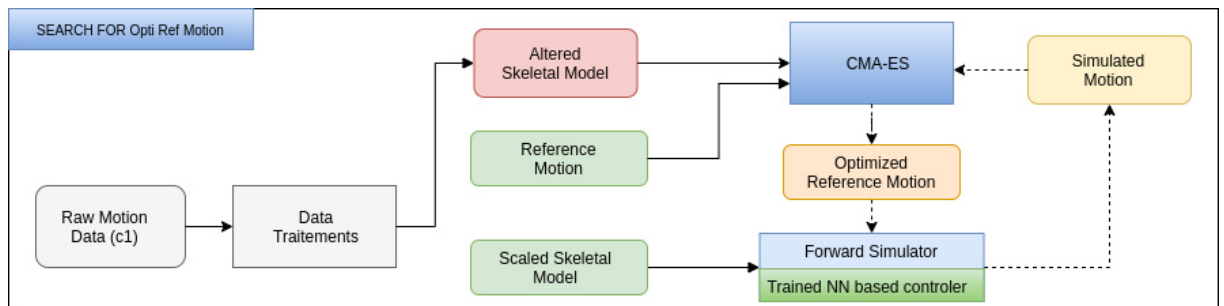 SEARCH FOR Opti Ref Motion
Altered
Skeletal Model
CMA-ES
Simulated
Motion
Reference
Motion
Optimized
Reference Motion
Raw Motion
Data (c1)
Data
Traitements
Scaled Skeletal
Model
Forward Simulator
Trained NN based controler